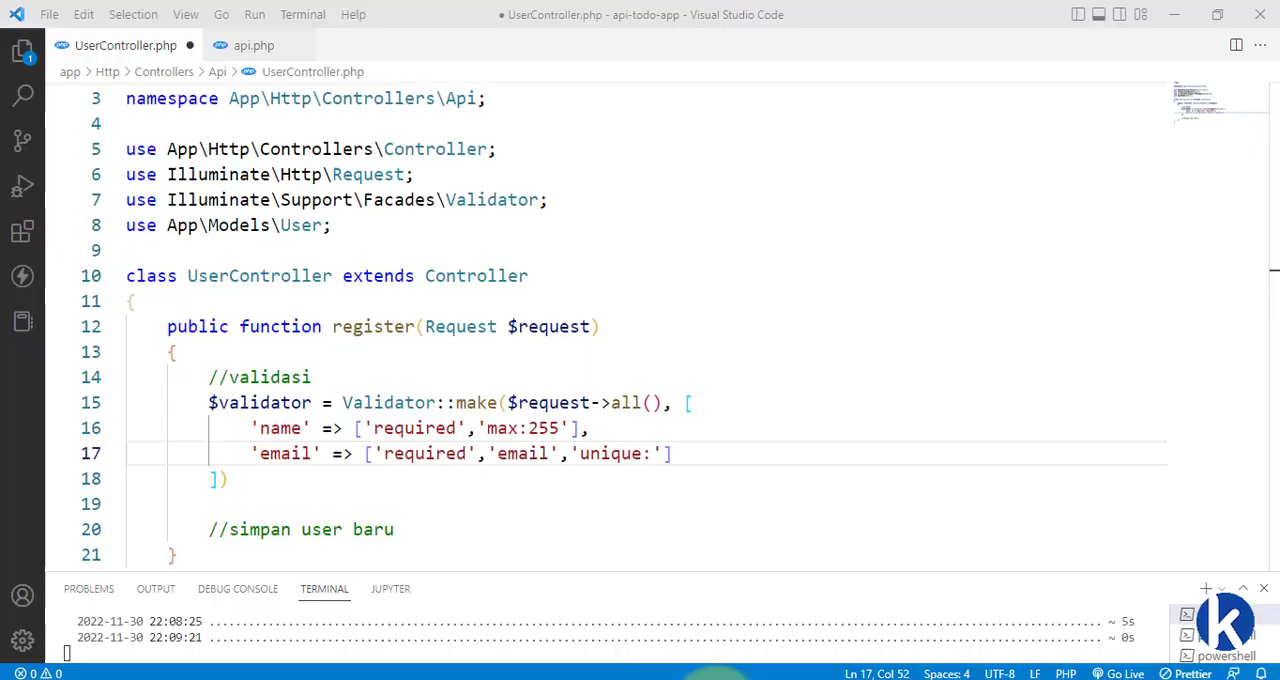 File Edit Selection View Go Run Terminal Help ● UserController.php - api-todo-app - Visual Studio Code
UserController.php ● api.php
app > Http > Controllers > Api > UserController.php
3 namespace App\Http\Controllers\Api;
4
5 use App\Http\Controllers\Controller;
6 use Illuminate\Http\Request;
7 use Illuminate\Support\Facades\Validator;
8 use App\Models\User;
9
10 class UserController extends Controller
11 {
12 public function register(Request $request)
13 {
14 //validasi
15 $validator = Validator::make($request->all(), [
16 'name' => ['required','max:255'],
17 'email' => ['required','email','unique:']
18 ])
19
20 //simpan user baru
21 }
PROBLEMS OUTPUT DEBUG CONSOLE TERMINAL JUPYTER
2022-11-30 22:08:25 ........ ~ 5s
2022-11-30 22:09:21 ........ ~ 0s
powershell
0 0 Ln 17, Col 52 Spaces: 4 UTF-8 LF PHP Go Live Prettier